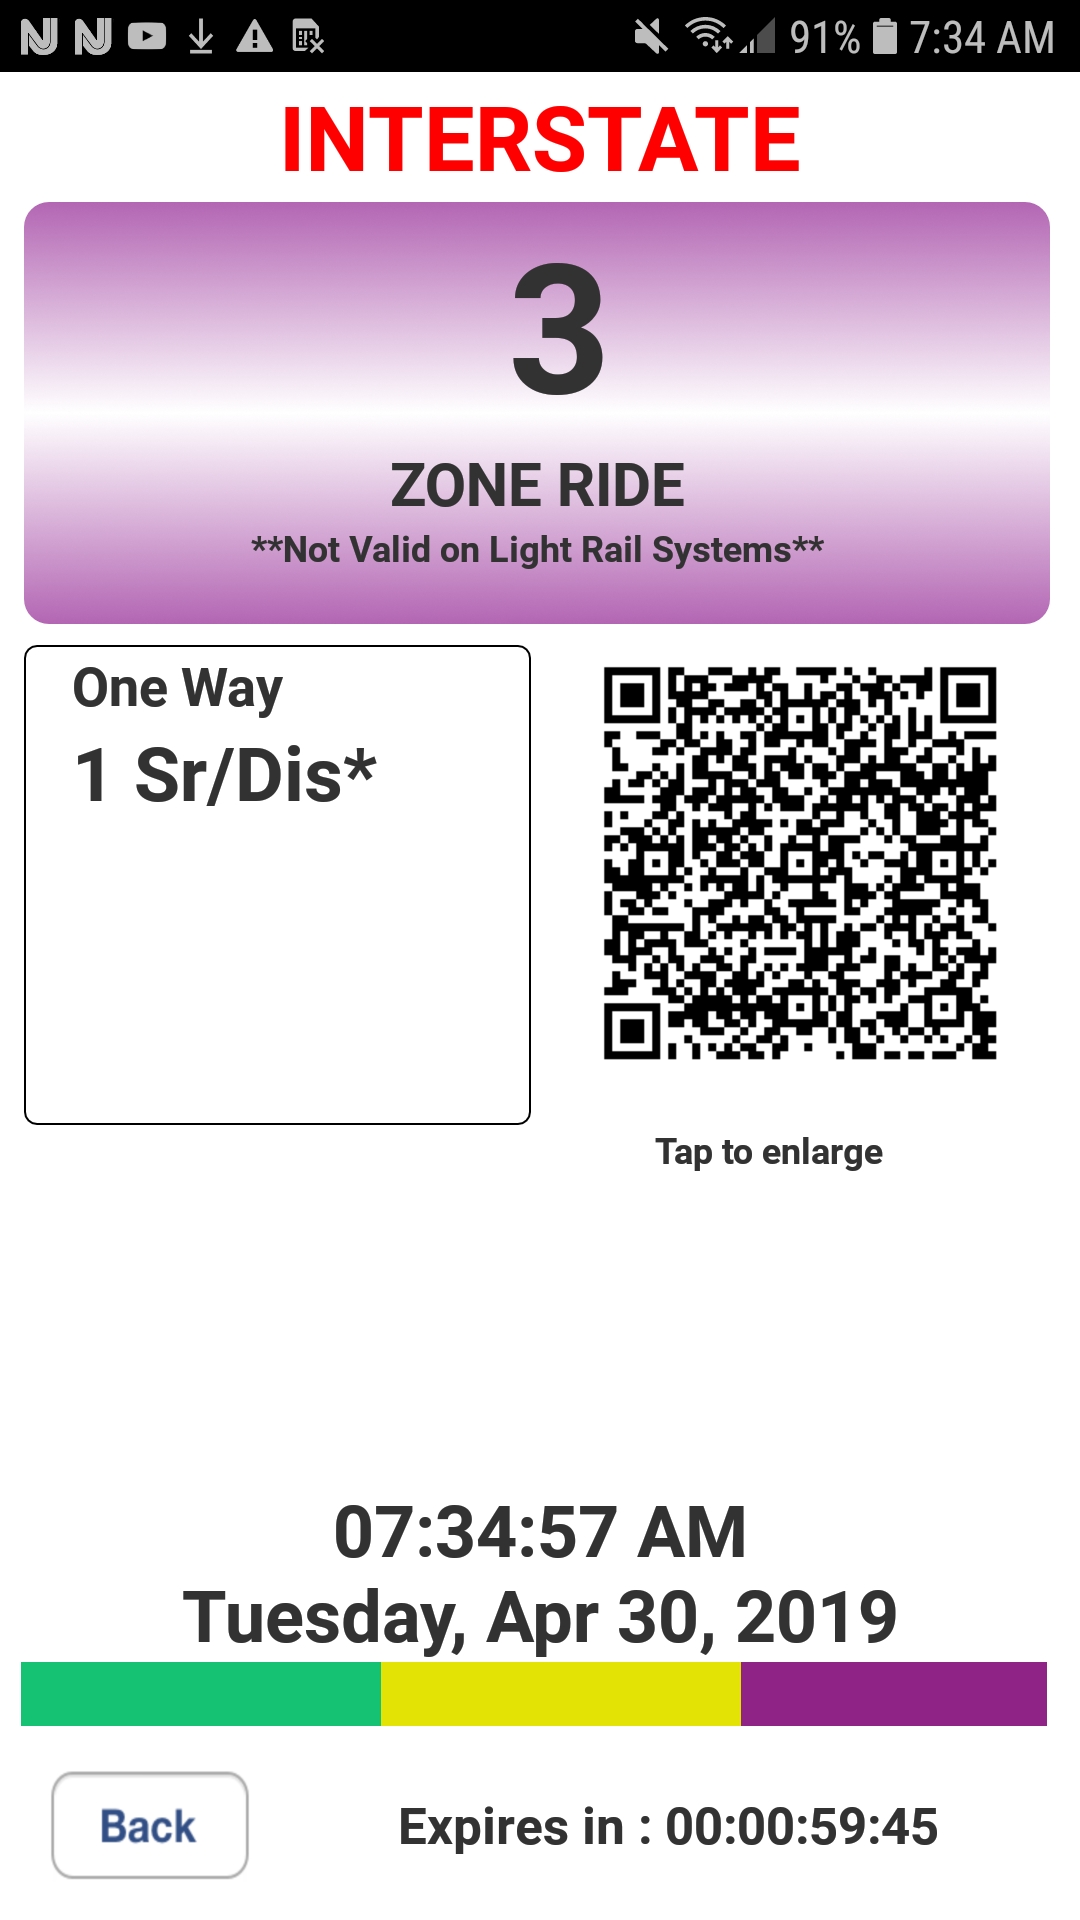 91% 7:34 AM
INTERSTATE
3
ZONE RIDE
**Not Valid on Light Rail Systems**
One Way
1 Sr/Dis*
Tap to enlarge
07:34:57 AM
Tuesday, Apr 30, 2019
Back
Expires in : 00:00:59:45